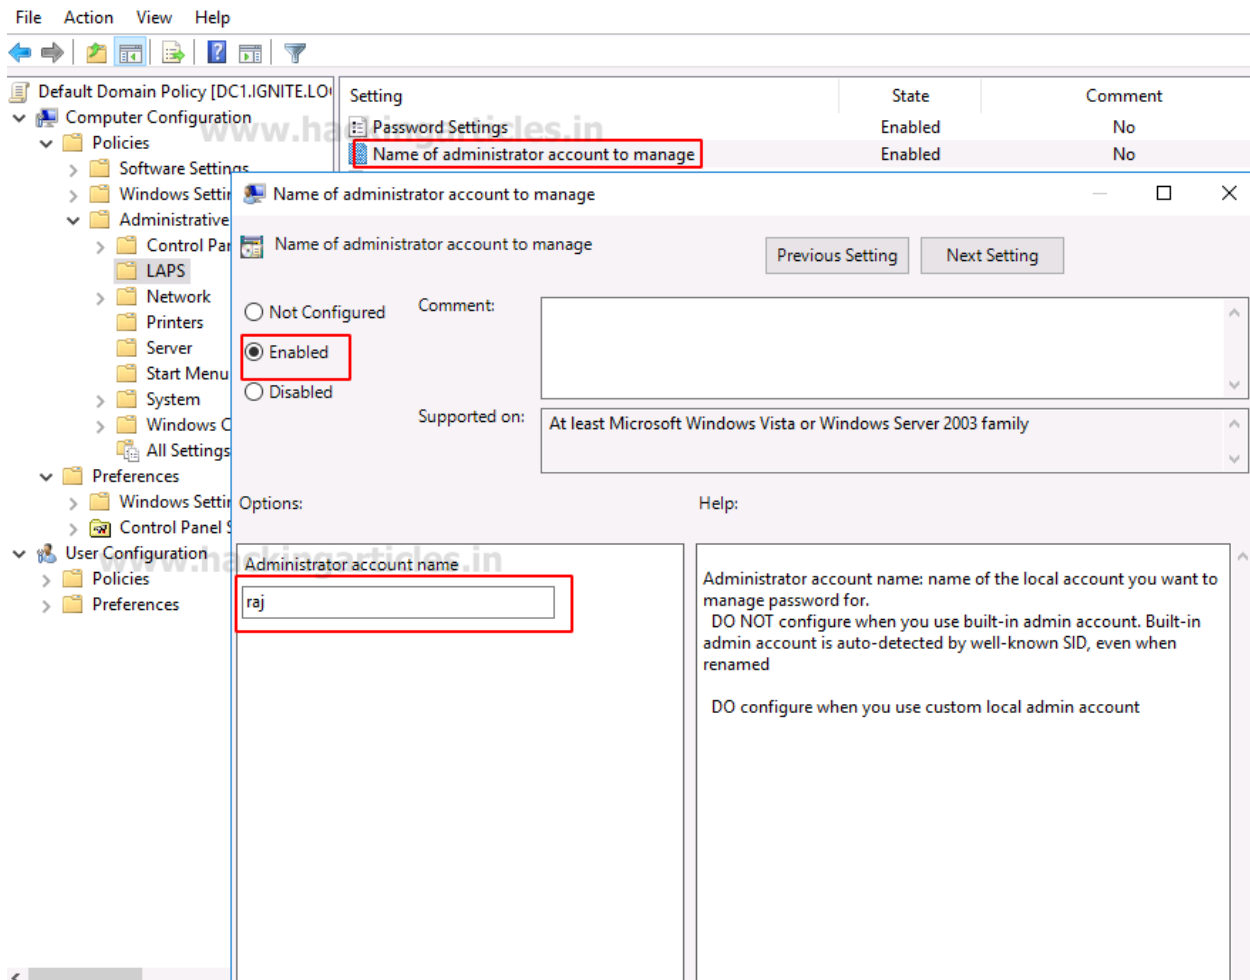 File Action View Help
Default Domain Policy [DC1.IGNITE.LO
Computer Configuration
Policies
Software Settings
Windows Settin
Administrative
Control Par
LAPS
Network
Printers
Server
Start Menu
System
Windows C
All Settings
Preferences
Windows Settin
Control Panel S
User Configuration
Policies
Preferences
www.hackingarticles.in
Setting State Comment
Password Settings Enabled No
Name of administrator account to manage Enabled No
Name of administrator account to manage
Name of administrator account to manage
Previous Setting Next Setting
Not Configured
Enabled
Disabled
Comment:
Supported on:
At least Microsoft Windows Vista or Windows Server 2003 family
Options:
Help:
www.hackingarticles.in
Administrator account name
raj
Administrator account name: name of the local account you want to
manage password for.
DO NOT configure when you use built-in admin account. Built-in
admin account is auto-detected by well-known SID, even when
renamed
DO configure when you use custom local admin account